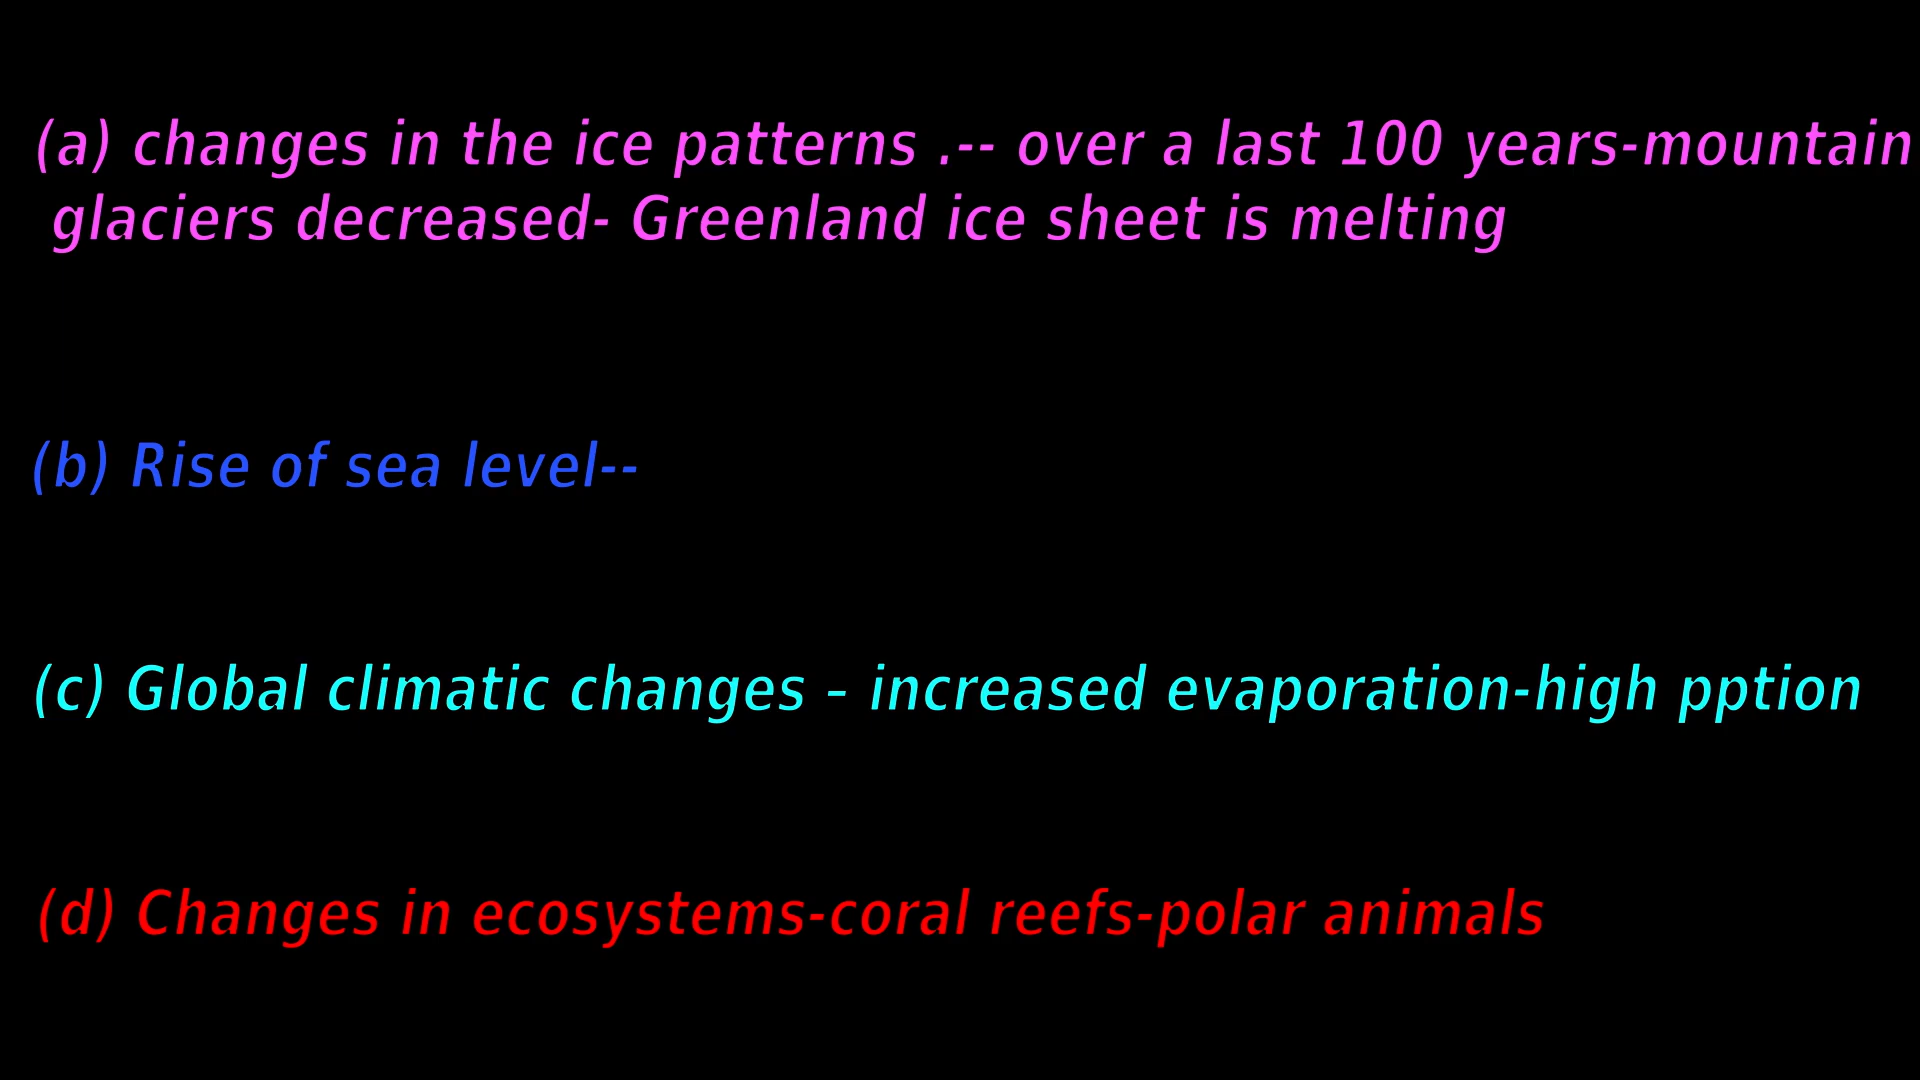 (a) changes in the ice patterns .-- over a last 100 years-mountain
glaciers decreased- Greenland ice sheet is melting
(b) Rise of sea level--
(c) Global climatic changes – increased evaporation-high pption
(d) Changes in ecosystems-coral reefs-polar animals